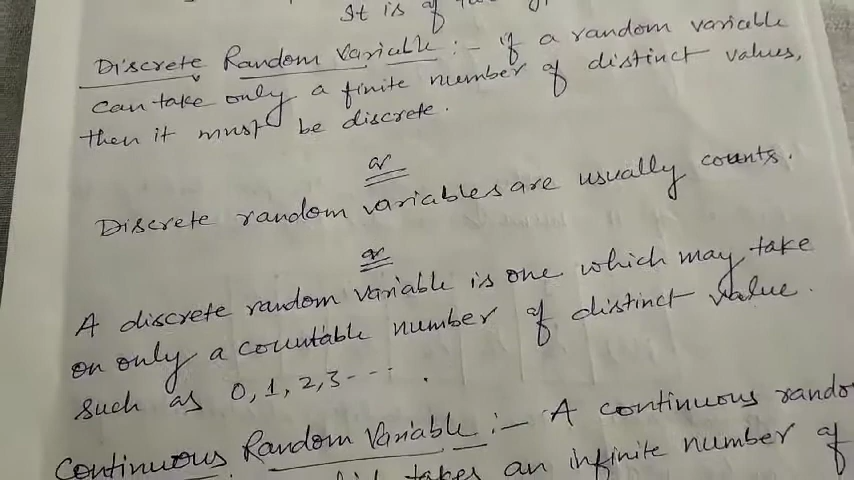 It is of
Discrete Random Variable :- if a random variable
can take only a finite number of distinct values,
then it must be discrete.
or
Discrete random variables are usually counts.
or
A discrete random variable is one which may take
on only a countable number of distinct value.
such as 0, 1, 2, 3 --- .
Continuous Random Variable :- A continuous rando
takes an infinite number of